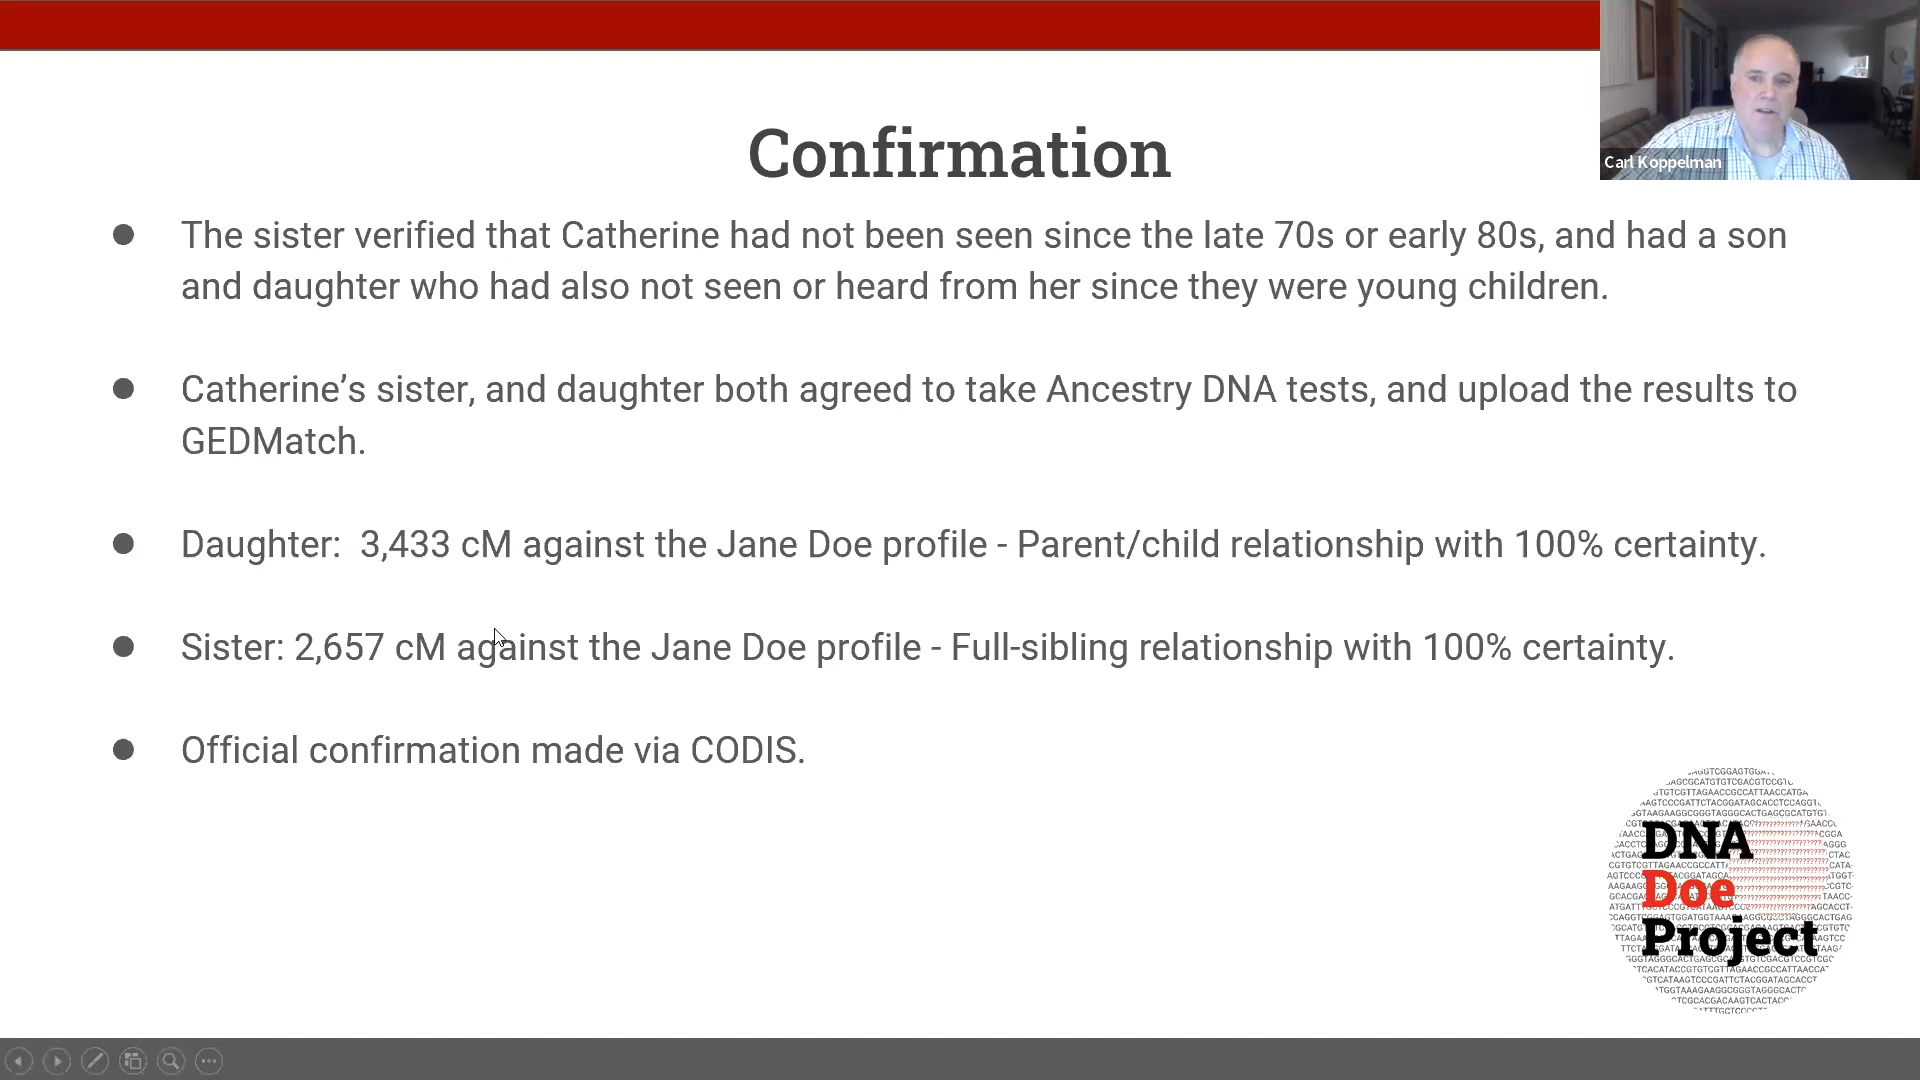 Carl Koppelman
Confirmation
● The sister verified that Catherine had not been seen since the late 70s or early 80s, and had a son
and daughter who had also not seen or heard from her since they were young children.
● Catherine’s sister, and daughter both agreed to take Ancestry DNA tests, and upload the results to
GEDMatch.
● Daughter:  3,433 cM against the Jane Doe profile - Parent/child relationship with 100% certainty.
● Sister: 2,657 cM against the Jane Doe profile - Full-sibling relationship with 100% certainty.
● Official confirmation made via CODIS.
DNA
Doe
Project